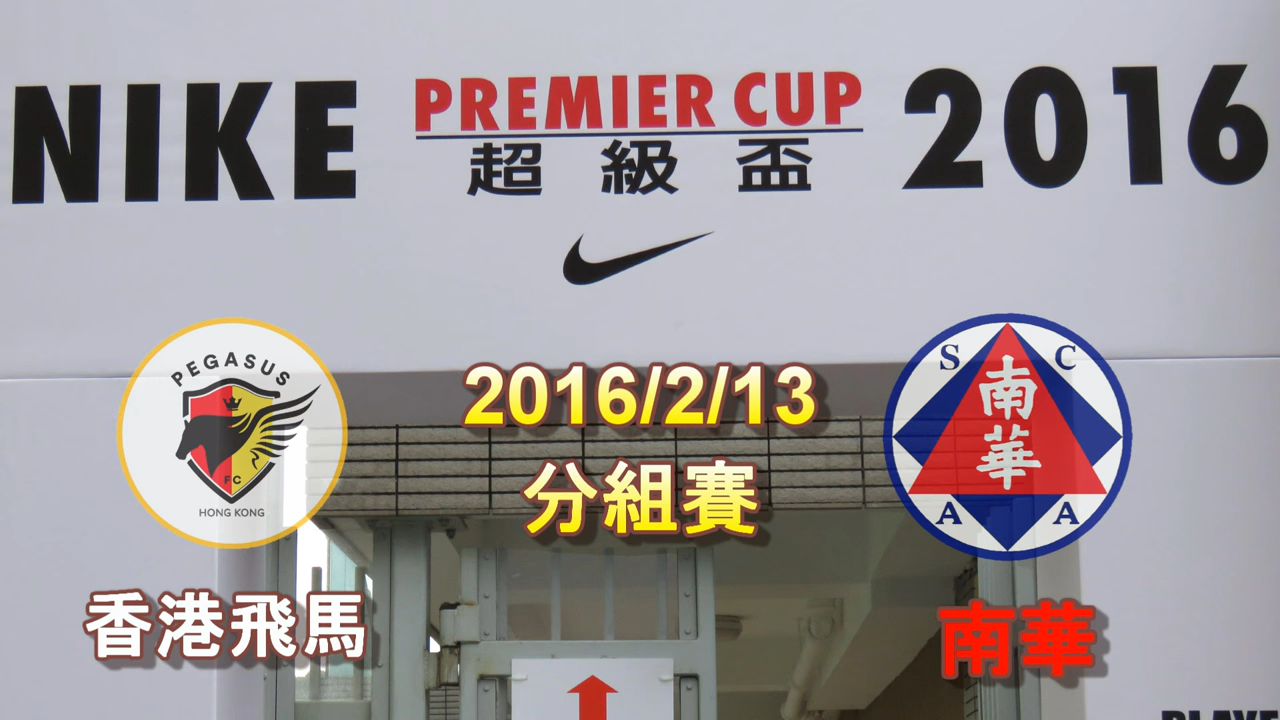 NIKE PREMIER CUP 2016
超級盃
PEGASUS
FC
HONG KONG
2016/2/13
分組賽
S C
南華
A A
香港飛馬
南華